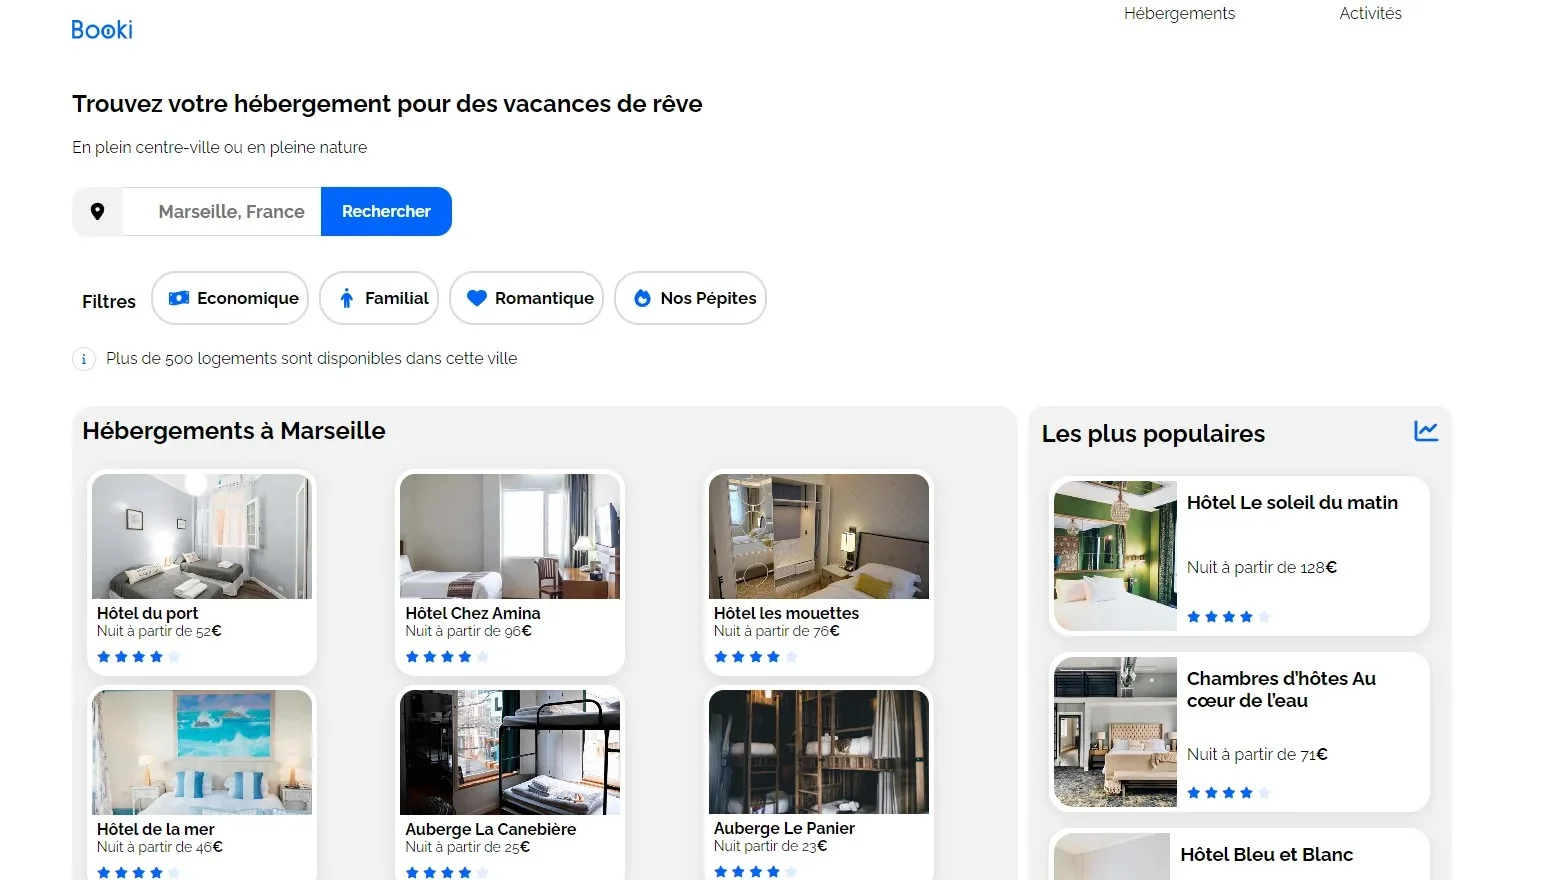 Booki
Hébergements
Activités
Trouvez votre hébergement pour des vacances de rêve
En plein centre-ville ou en pleine nature
Marseille, France
Rechercher
Filtres
Economique
Familial
Romantique
Nos Pépites
Plus de 500 logements sont disponibles dans cette ville
Hébergements à Marseille
Hôtel du port
Nuit à partir de 52€
Hôtel Chez Amina
Nuit à partir de 96€
Hôtel les mouettes
Nuit à partir de 76€
Hôtel de la mer
Nuit à partir de 46€
Auberge La Canebière
Nuit à partir de 25€
Auberge Le Panier
Nuit partir de 23€
Les plus populaires
Hôtel Le soleil du matin
Nuit à partir de 128€
Chambres d’hôtes Au
cœur de l’eau
Nuit à partir de 71€
Hôtel Bleu et Blanc